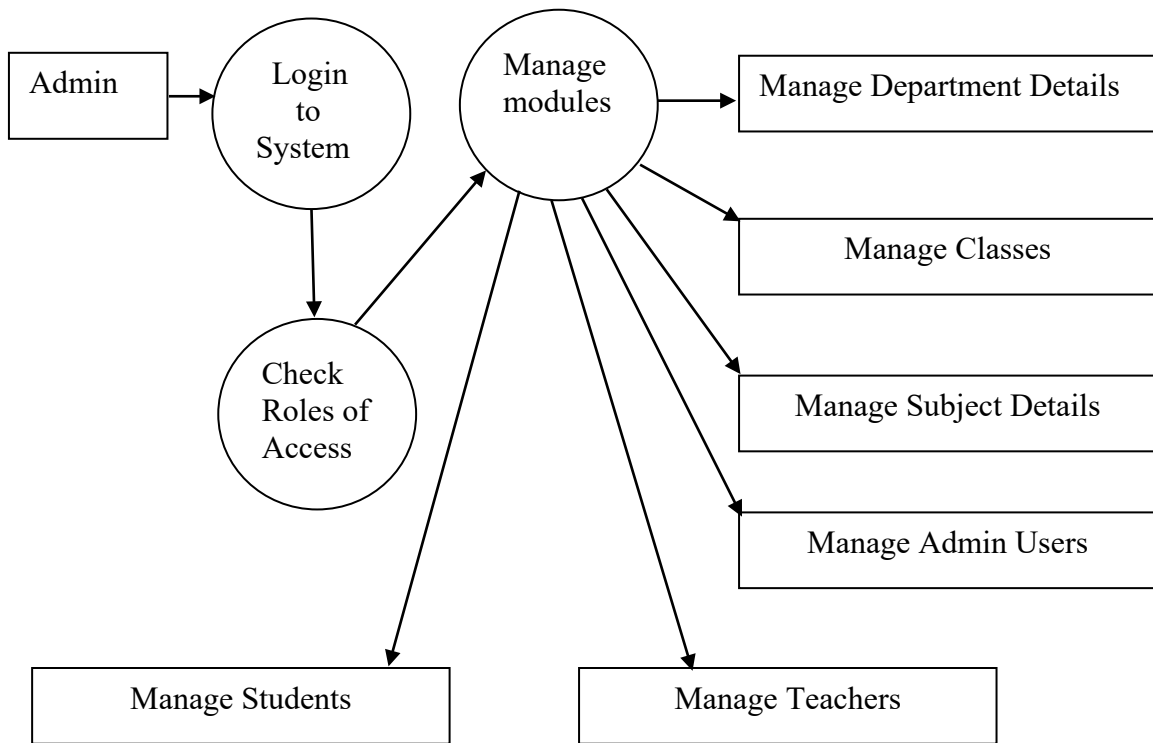 Admin
Login
to
System
Manage
modules
Manage Department Details
Manage Classes
Check
Roles of
Access
Manage Subject Details
Manage Admin Users
Manage Students
Manage Teachers